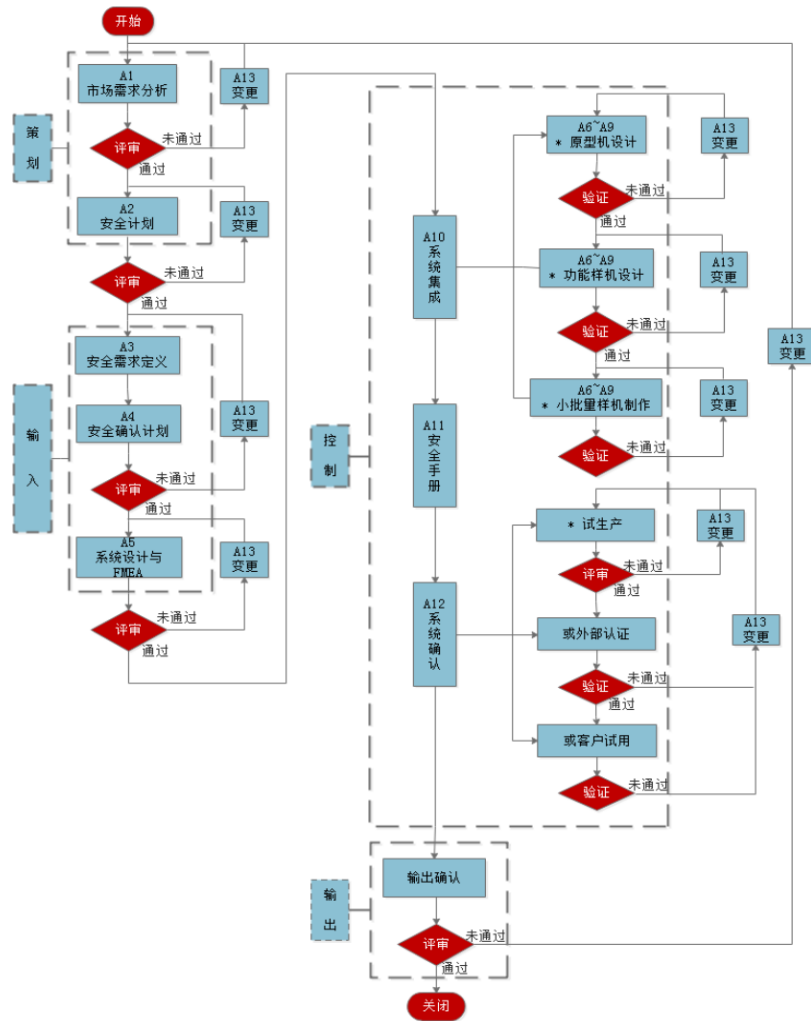 开始
A1
市场需求分析
A13
变更
评审
未通过
通过
策
划
A2
安全计划
A13
变更
评审
未通过
通过
A3
安全需求定义
A4
安全确认计划
A13
变更
输
入
评审
未通过
通过
A5
系统设计与
FMEA
A13
变更
评审
未通过
通过
A10
系
统
集
成
A11
安
全
手
册
A12
系
统
确
认
控
制
A6~A9
* 原型机设计
A13
变更
验证
未通过
通过
A6~A9
* 功能样机设计
A13
变更
验证
未通过
通过
A6~A9
* 小批量样机制作
A13
变更
验证
未通过
* 试生产
A13
变更
评审
未通过
通过
或外部认证
A13
变更
验证
未通过
通过
或客户试用
验证
未通过
A13
变更
输
出
输出确认
评审
未通过
通过
关闭